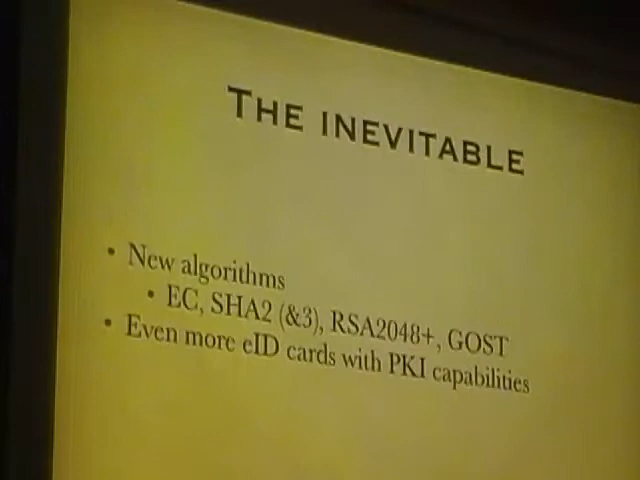 THE INEVITABLE
• New algorithms
• EC, SHA2 (&3), RSA2048+, GOST
• Even more eID cards with PKI capabilities